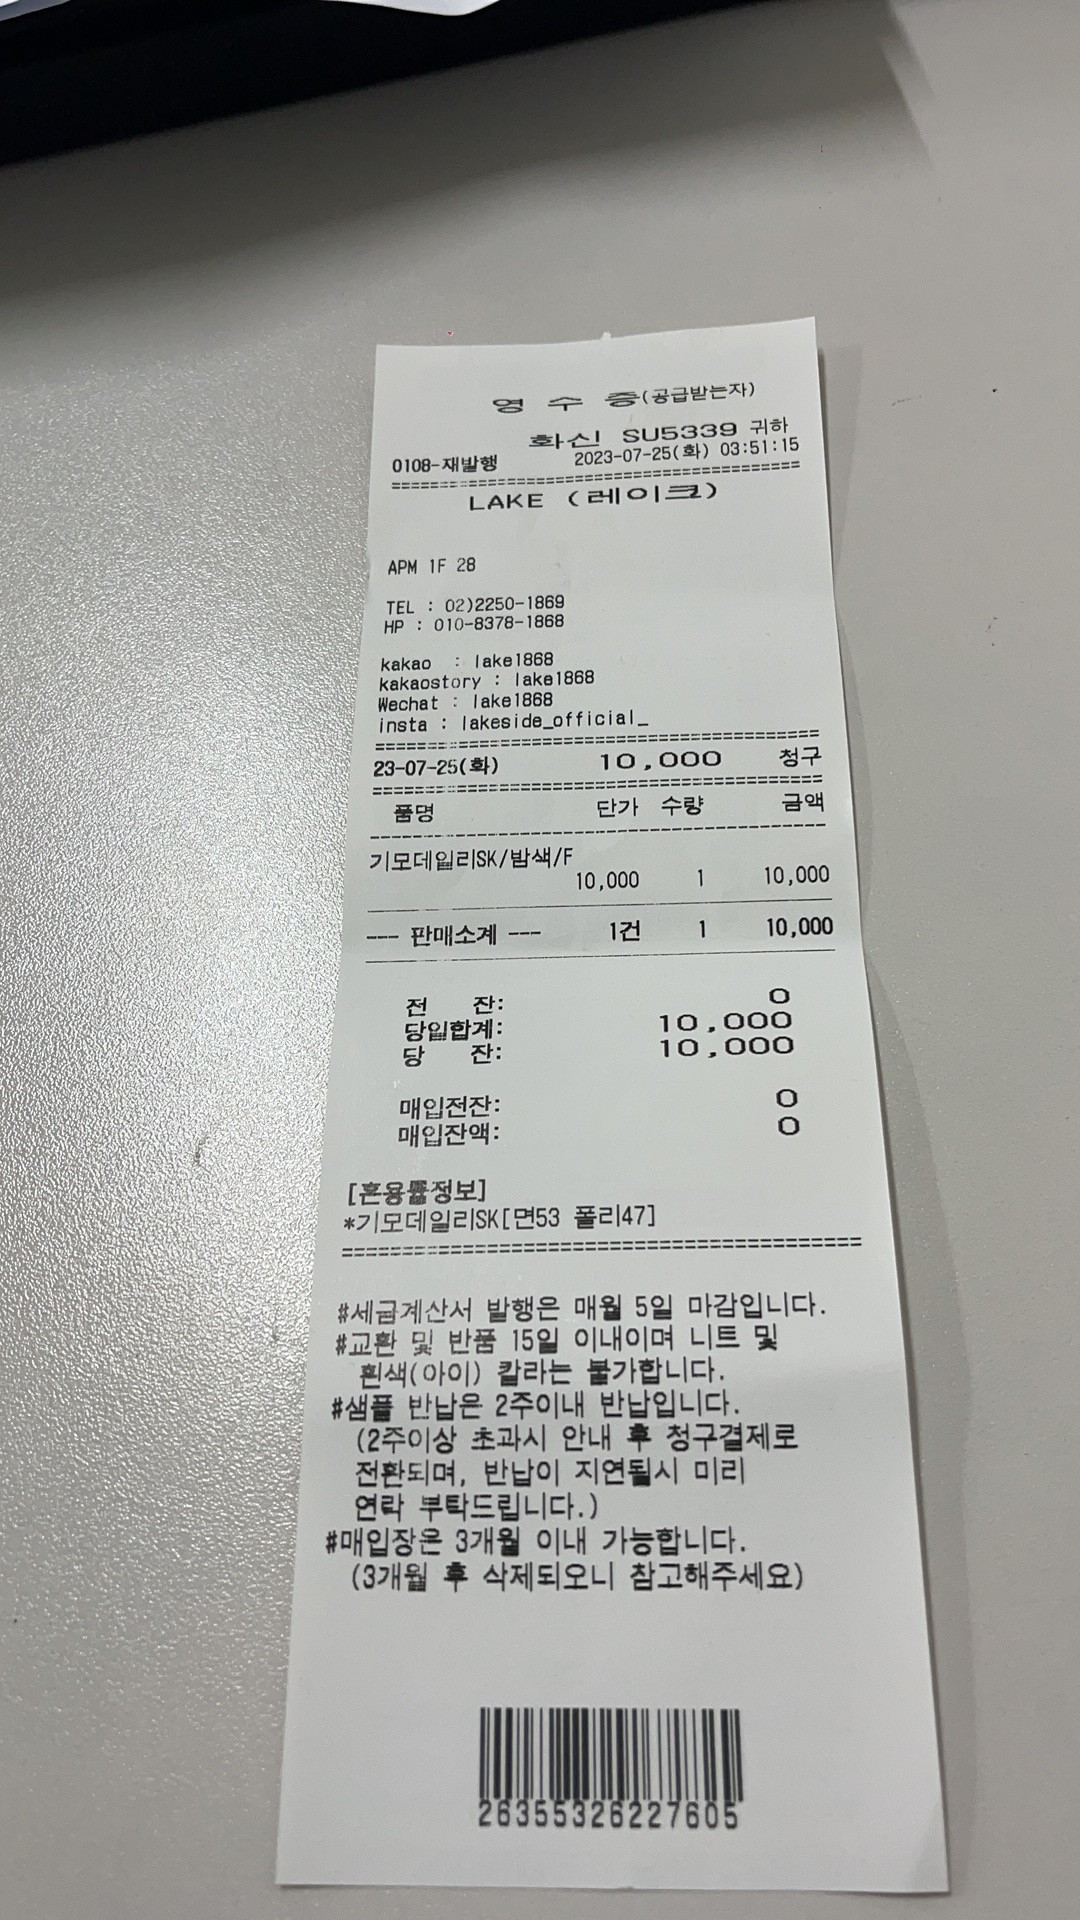 영 수 증(공급받는자)
화신 SU5339 귀하
0108-재발행 2023-07-25(화) 03:51:15
==========================================
LAKE (레이크)
APM 1F 28
TEL : 02)2250-1869
HP : 010-8378-1868
kakao : lake1868
kakaostory : lake1868
Wechat : lake1868
insta : lakeside_official_
==========================================
23-07-25(화) 10,000 청구
==========================================
품명 단가 수량 금액
------------------------------------------
기모데일리SK/밤색/F
10,000 1 10,000
--- 판매소계 --- 1건 1 10,000
전 잔: 0
당일합계: 10,000
당 잔: 10,000
매입전잔: 0
매입잔액: 0
[혼용률정보]
*기모데일리SK[면53 폴리47]
==========================================
#세금계산서 발행은 매월 5일 마감입니다.
#교환 및 반품 15일 이내이며 니트 및
흰색(아이) 칼라는 불가합니다.
#샘플 반납은 2주이내 반납입니다.
(2주이상 초과시 안내 후 청구결제로
전환되며, 반납이 지연될시 미리
연락 부탁드립니다.)
#매입장은 3개월 이내 가능합니다.
(3개월 후 삭제되오니 참고해주세요)
26355326227605